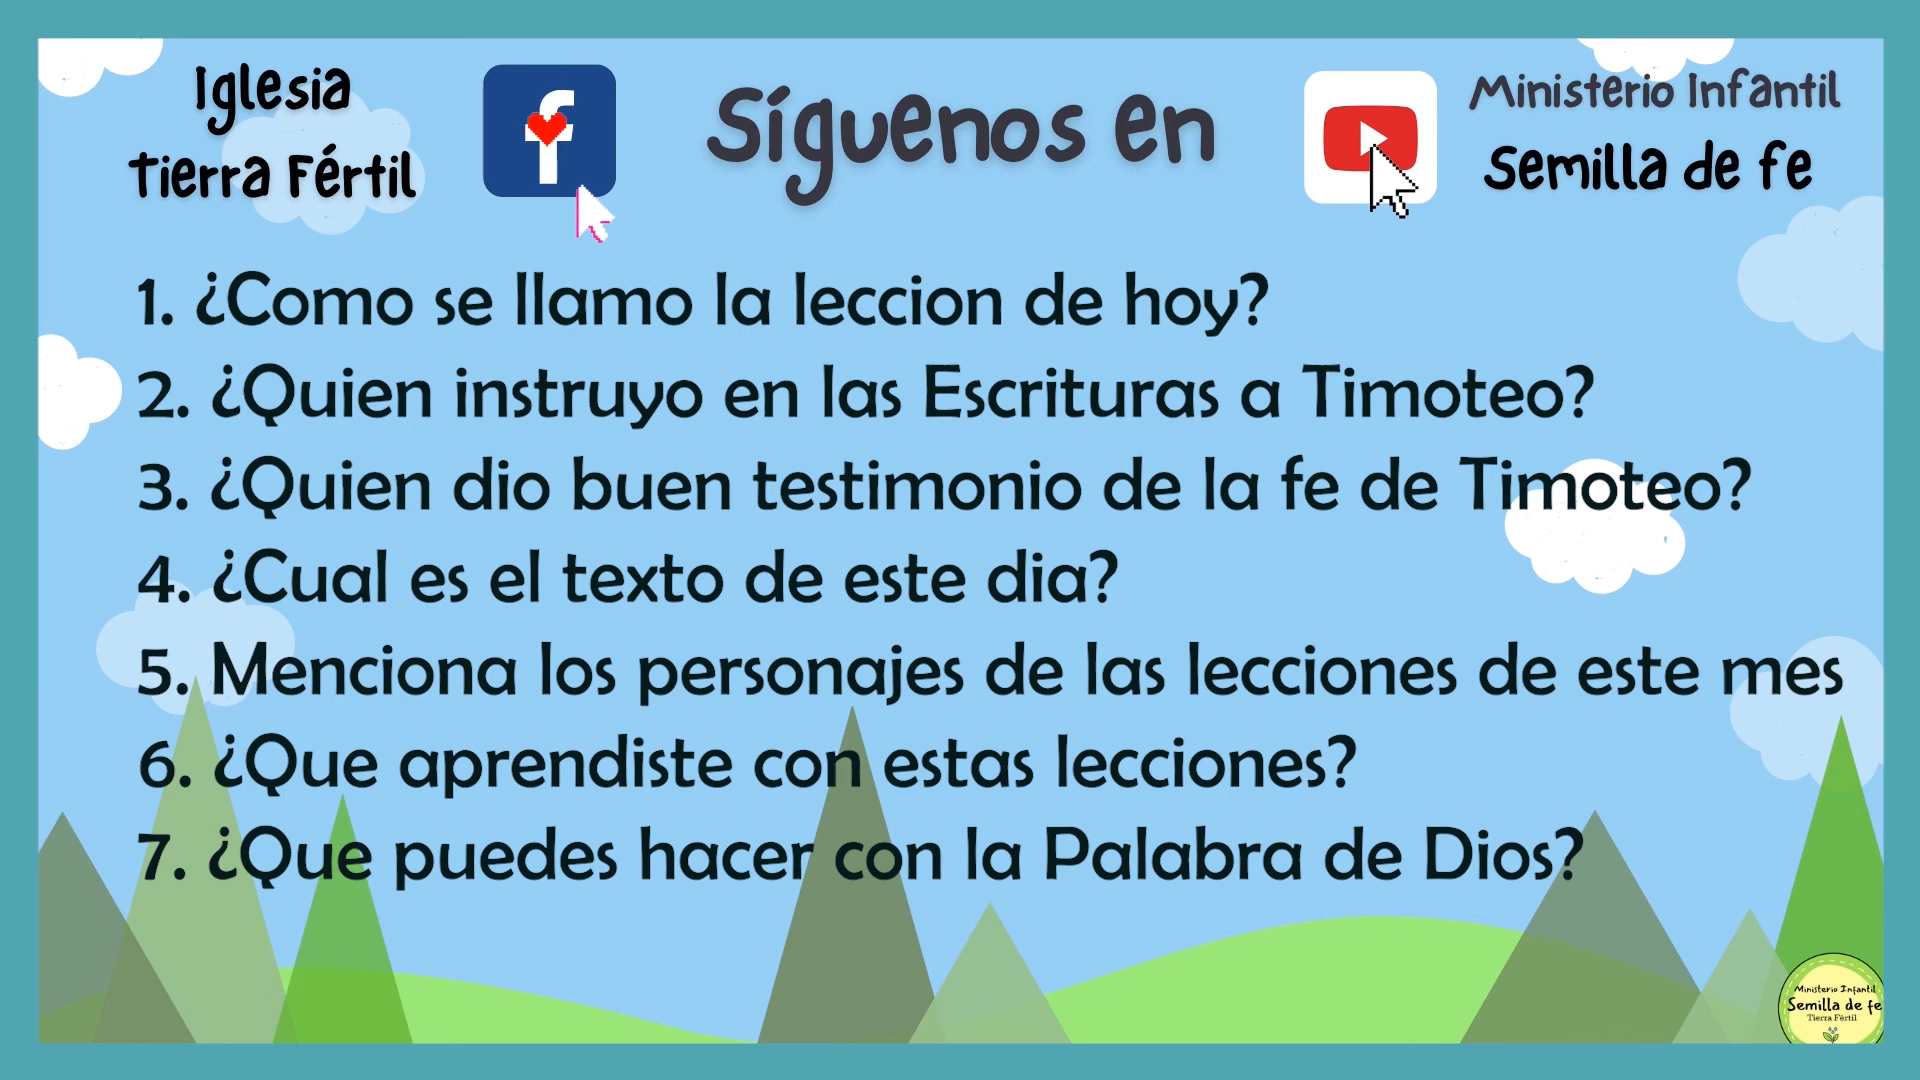 Iglesia
Tierra Fértil
Síguenos en
Ministerio Infantil
Semilla de fe
1. ¿Como se llamo la leccion de hoy?
2. ¿Quien instruyo en las Escrituras a Timoteo?
3. ¿Quien dio buen testimonio de la fe de Timoteo?
4. ¿Cual es el texto de este dia?
5. Menciona los personajes de las lecciones de este mes
6. ¿Que aprendiste con estas lecciones?
7. ¿Que puedes hacer con la Palabra de Dios?
Ministerio Infantil
Semilla de fe
Tierra Fértil